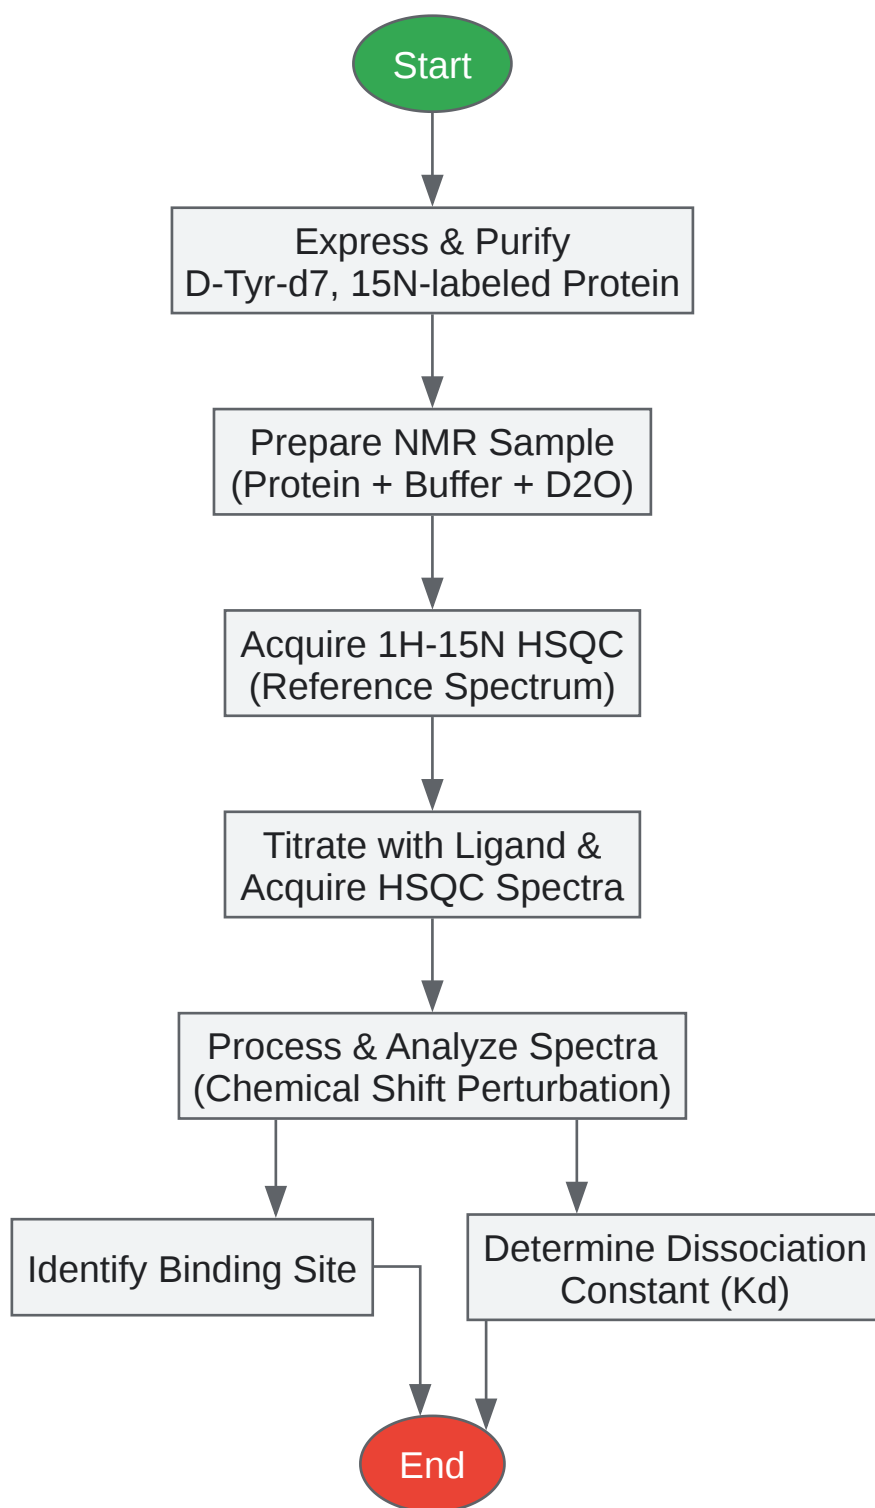 Start
Express & Purify
D-Tyr-d7, 15N-labeled Protein
Prepare NMR Sample
(Protein + Buffer + D2O)
Acquire 1H-15N HSQC
(Reference Spectrum)
Titrate with Ligand &
Acquire HSQC Spectra
Process & Analyze Spectra
(Chemical Shift Perturbation)
Identify Binding Site
Determine Dissociation
Constant (Kd)
End